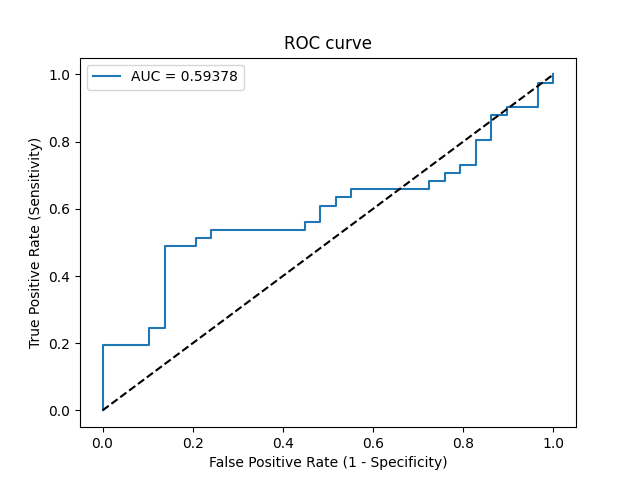 ROC curve
AUC = 0.59378
True Positive Rate (Sensitivity)
1.0
0.8
0.6
0.4
0.2
0.0
0.0 0.2 0.4 0.6 0.8 1.0
False Positive Rate (1 - Specificity)